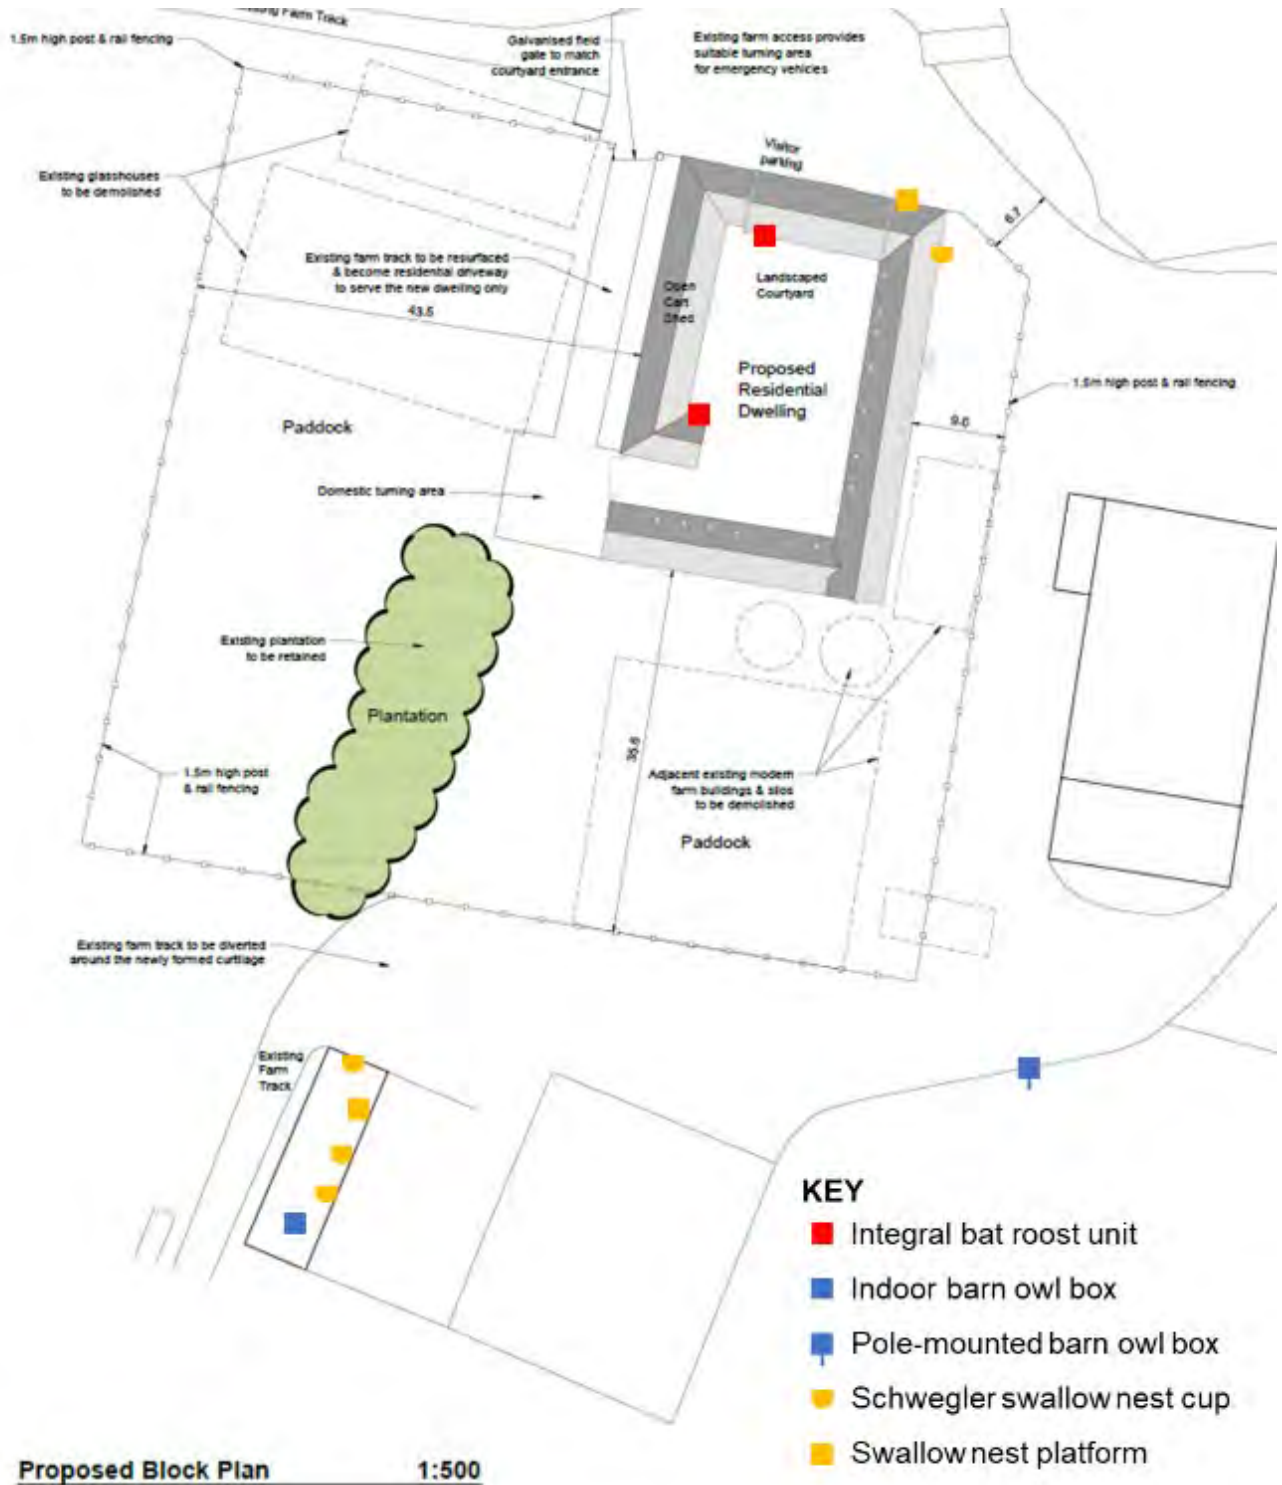 Farm Track
1.5m high post & rail fencing
Galvanised field
gate to match
courtyard entrance
Existing farm access provides
suitable turning area
for emergency vehicles
Visitor
parking
Existing glasshouses
to be demolished
6.7
Existing farm track to be resurfaced
& become residential driveway
to serve the new dwelling only
43.5
Open
Cart
Shed
Landscaped
Courtyard
Proposed
Residential
Dwelling
1.5m high post & rail fencing
9.6
Paddock
Domestic turning area
Existing plantation
to be retained
Plantation
35.6
1.5m high post
& rail fencing
Adjacent existing modern
farm buildings & silos
to be demolished
Paddock
Existing farm track to be diverted
around the newly formed curtilage
Existing
Farm
Track
KEY
Integral bat roost unit
Indoor barn owl box
Pole-mounted barn owl box
Schwegler swallow nest cup
Swallow nest platform
Proposed Block Plan 1:500